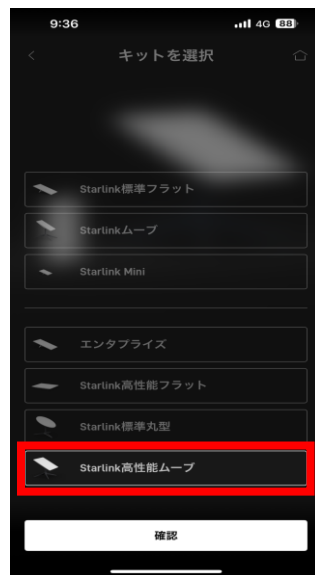 9:36
4G 88
キットを選択
Starlink標準フラット
Starlinkムーブ
Starlink Mini
エンタプライズ
Starlink高性能フラット
Starlink標準丸型
Starlink高性能ムーブ
確認